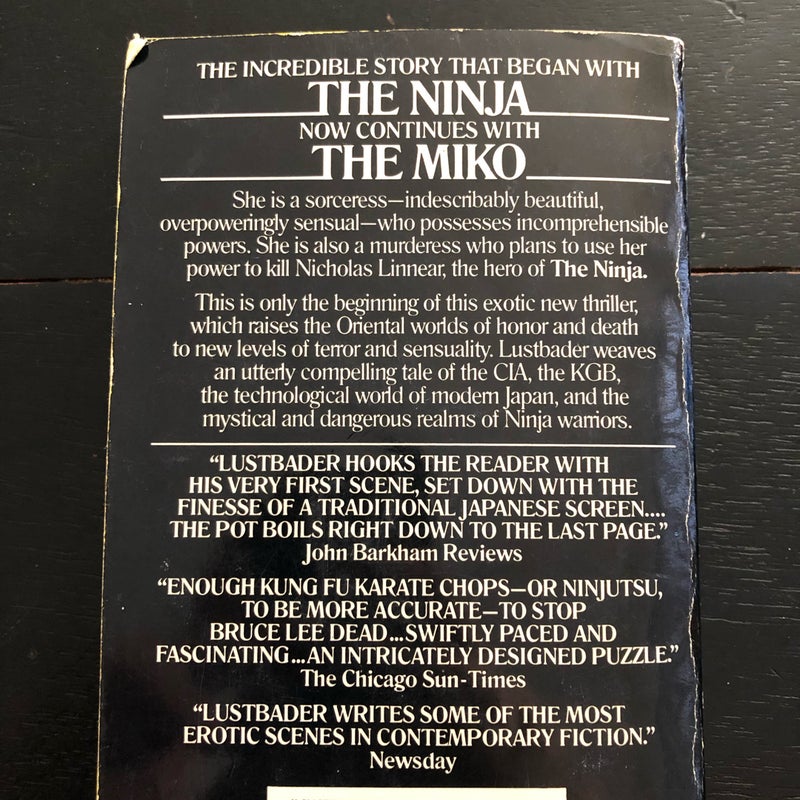 THE INCREDIBLE STORY THAT BEGAN WITH
THE NINJA
NOW CONTINUES WITH
THE MIKO
She is a sorceress—indescribably beautiful,
overpoweringly sensual—who possesses incomprehensible
powers. She is also a murderess who plans to use her
power to kill Nicholas Linnear, the hero of The Ninja.
This is only the beginning of this exotic new thriller,
which raises the Oriental worlds of honor and death
to new levels of terror and sensuality. Lustbader weaves
an utterly compelling tale of the CIA, the KGB,
the technological world of modern Japan, and the
mystical and dangerous realms of Ninja warriors.
“LUSTBADER HOOKS THE READER WITH
HIS VERY FIRST SCENE, SET DOWN WITH THE
FINESSE OF A TRADITIONAL JAPANESE SCREEN....
THE POT BOILS RIGHT DOWN TO THE LAST PAGE.”
John Barkham Reviews
“ENOUGH KUNG FU KARATE CHOPS—OR NINJUTSU,
TO BE MORE ACCURATE—TO STOP
BRUCE LEE DEAD...SWIFTLY PACED AND
FASCINATING...AN INTRICATELY DESIGNED PUZZLE.”
The Chicago Sun-Times
“LUSTBADER WRITES SOME OF THE MOST
EROTIC SCENES IN CONTEMPORARY FICTION.”
Newsday